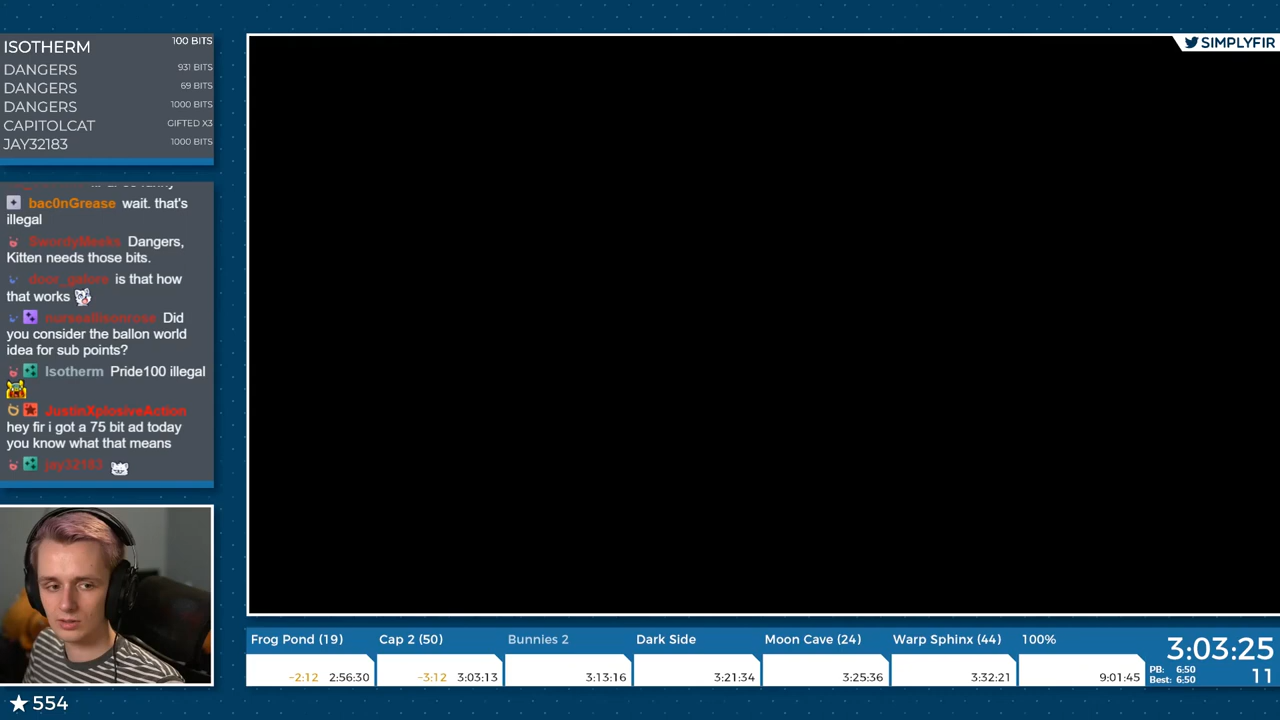 ISOTHERM 100 BITS
DANGERS 931 BITS
DANGERS 69 BITS
DANGERS 1000 BITS
CAPITOLCAT GIFTED X3
JAY32183 1000 BITS
SIMPLYFIR
bac0nGrease wait. that's
illegal
SwordyMeeks Dangers,
Kitten needs those bits.
door_galore is that how
that works
nurseallisonrose Did
you consider the ballon world
idea for sub points?
Isotherm Pride100 illegal
JustinXplosiveAction
hey fir i got a 75 bit ad today
you know what that means
jay32183
Frog Pond (19) Cap 2 (50) Bunnies 2 Dark Side Moon Cave (24) Warp Sphinx (44) 100%
−2:12 2:56:30 −3:12 3:03:13 3:13:16 3:21:34 3:25:36 3:32:21 9:01:45
3:03:25
PB: 6:50
Best: 6:50
11
554